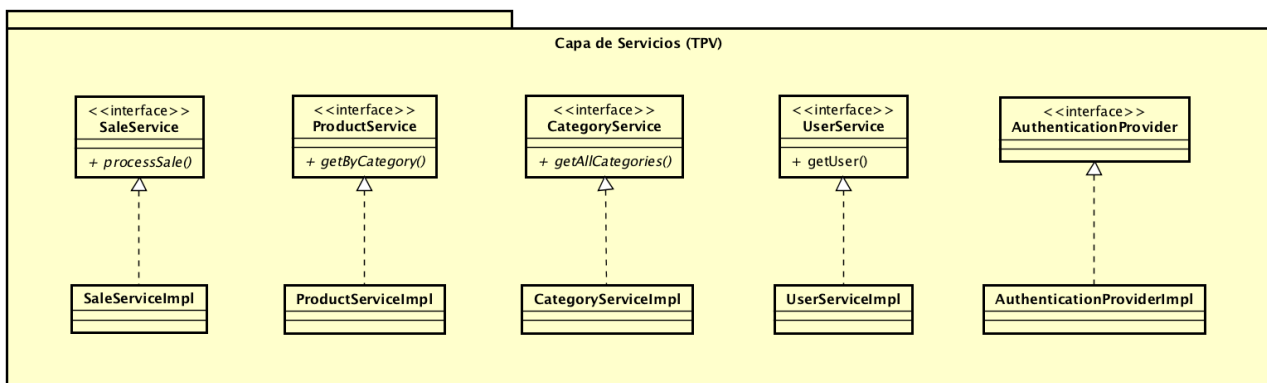 Capa de Servicios (TPV)
<<interface>>
SaleService
+ processSale()
<<interface>>
ProductService
+ getByCategory()
<<interface>>
CategoryService
+ getAllCategories()
<<interface>>
UserService
+ getUser()
<<interface>>
AuthenticationProvider
SaleServiceImpl
ProductServiceImpl
CategoryServiceImpl
UserServiceImpl
AuthenticationProviderImpl